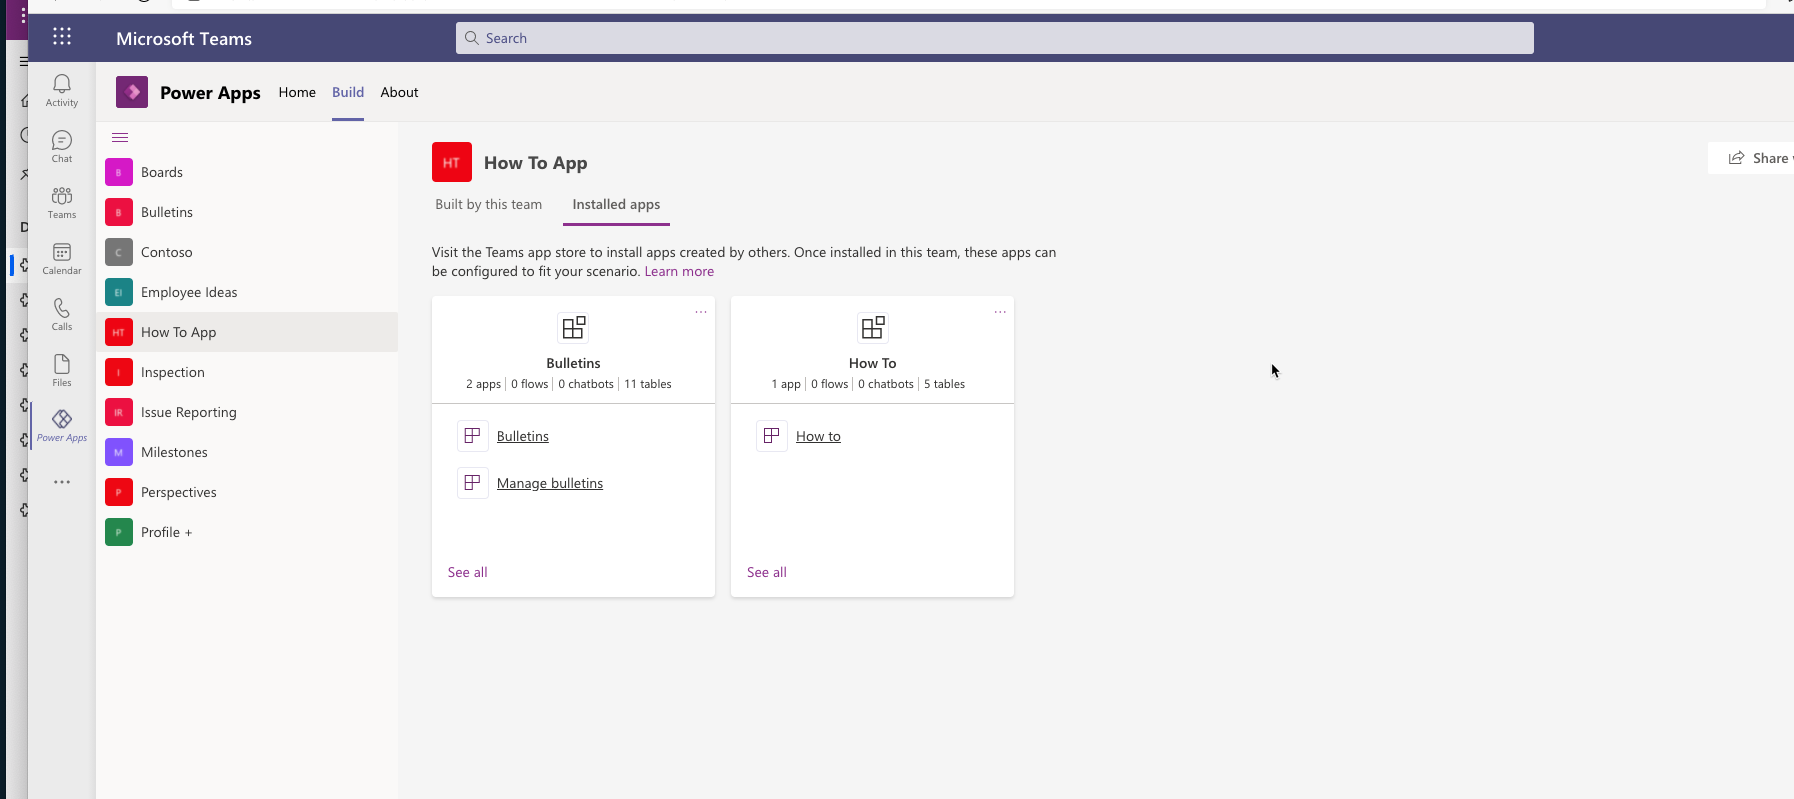 Microsoft Teams
Search
Activity
Chat
Teams
Calendar
Calls
Files
Power Apps
Power Apps
Home
Build
About
B
Boards
B
Bulletins
C
Contoso
EI
Employee Ideas
HT
How To App
I
Inspection
IR
Issue Reporting
M
Milestones
P
Perspectives
P
Profile +
HT
How To App
Share
Built by this team
Installed apps
Visit the Teams app store to install apps created by others. Once installed in this team, these apps can
be configured to fit your scenario. Learn more
Bulletins
2 apps | 0 flows | 0 chatbots | 11 tables
Bulletins
Manage bulletins
See all
How To
1 app | 0 flows | 0 chatbots | 5 tables
How to
See all